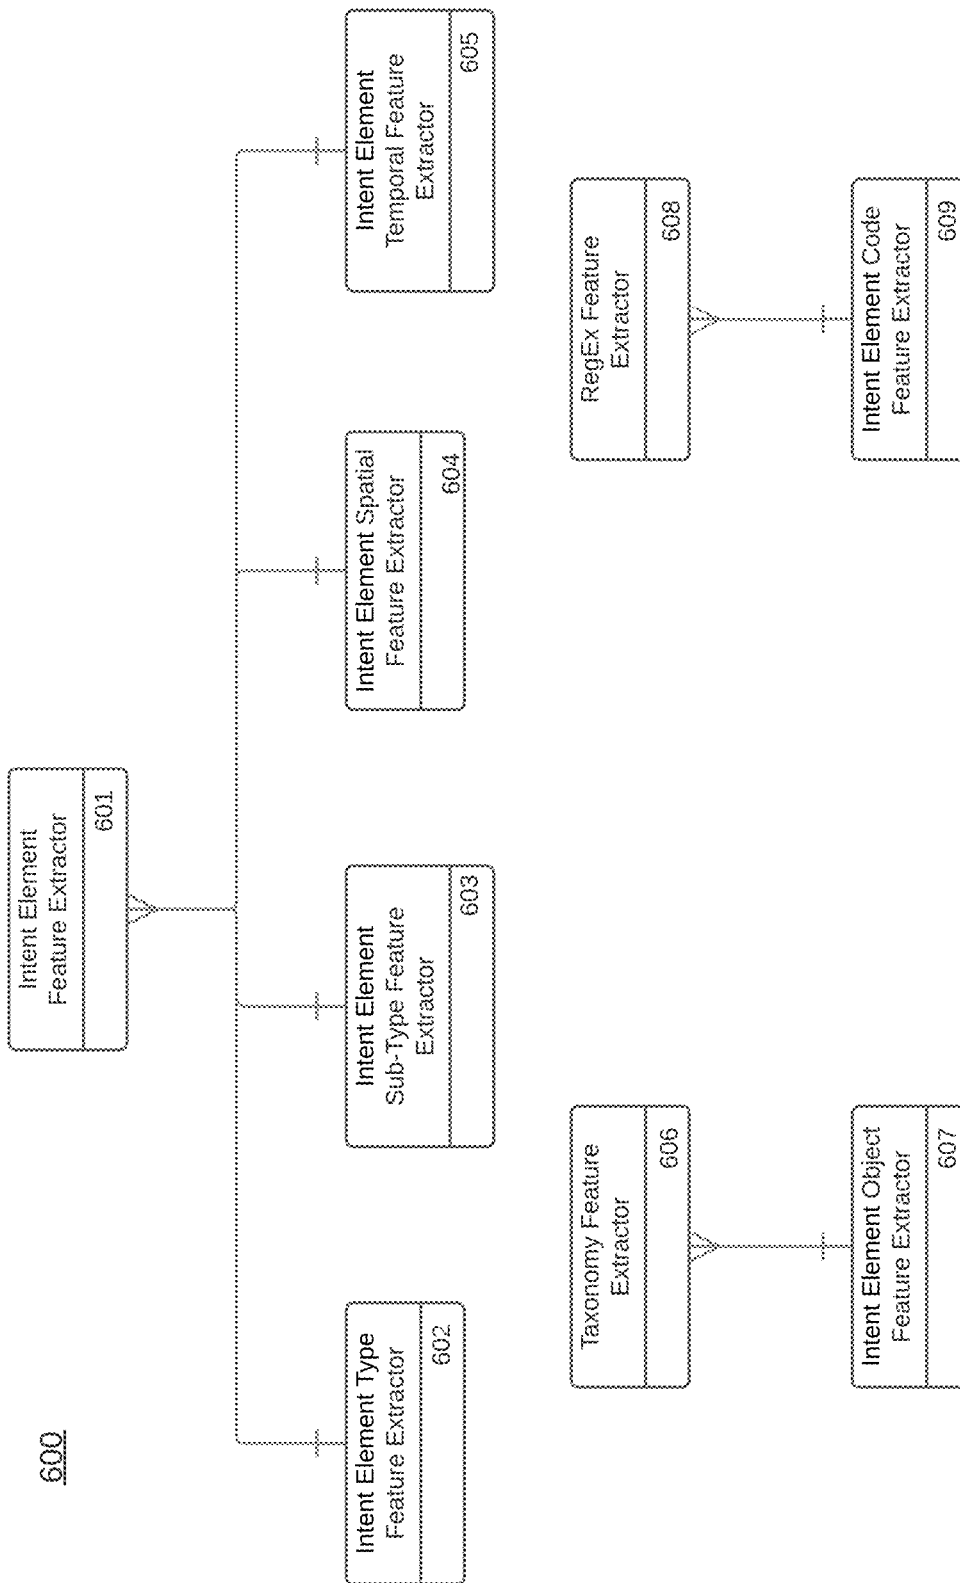 600
Intent Element
Feature Extractor
601
Intent Element Type
Feature Extractor
602
Intent Element
Sub-Type Feature
Extractor
603
Intent Element Spatial
Feature Extractor
604
Intent Element
Temporal Feature
Extractor
605
Taxonomy Feature
Extractor
606
RegEx Feature
Extractor
608
Intent Element Object
Feature Extractor
607
Intent Element Code
Feature Extractor
609